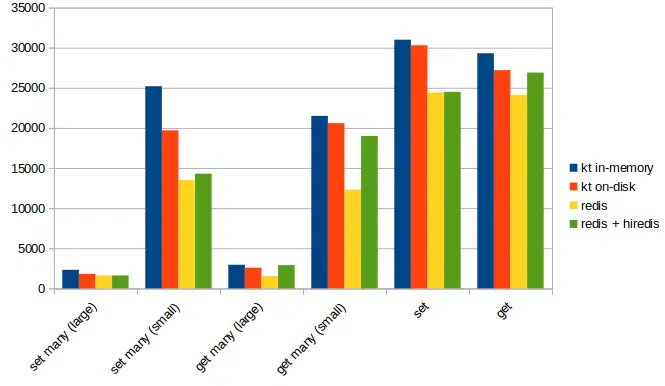 35000
30000
25000
20000
15000
10000
5000
0
set many (large)
set many (small)
get many (large)
get many (small)
set
get
kt in-memory
kt on-disk
redis
redis + hiredis